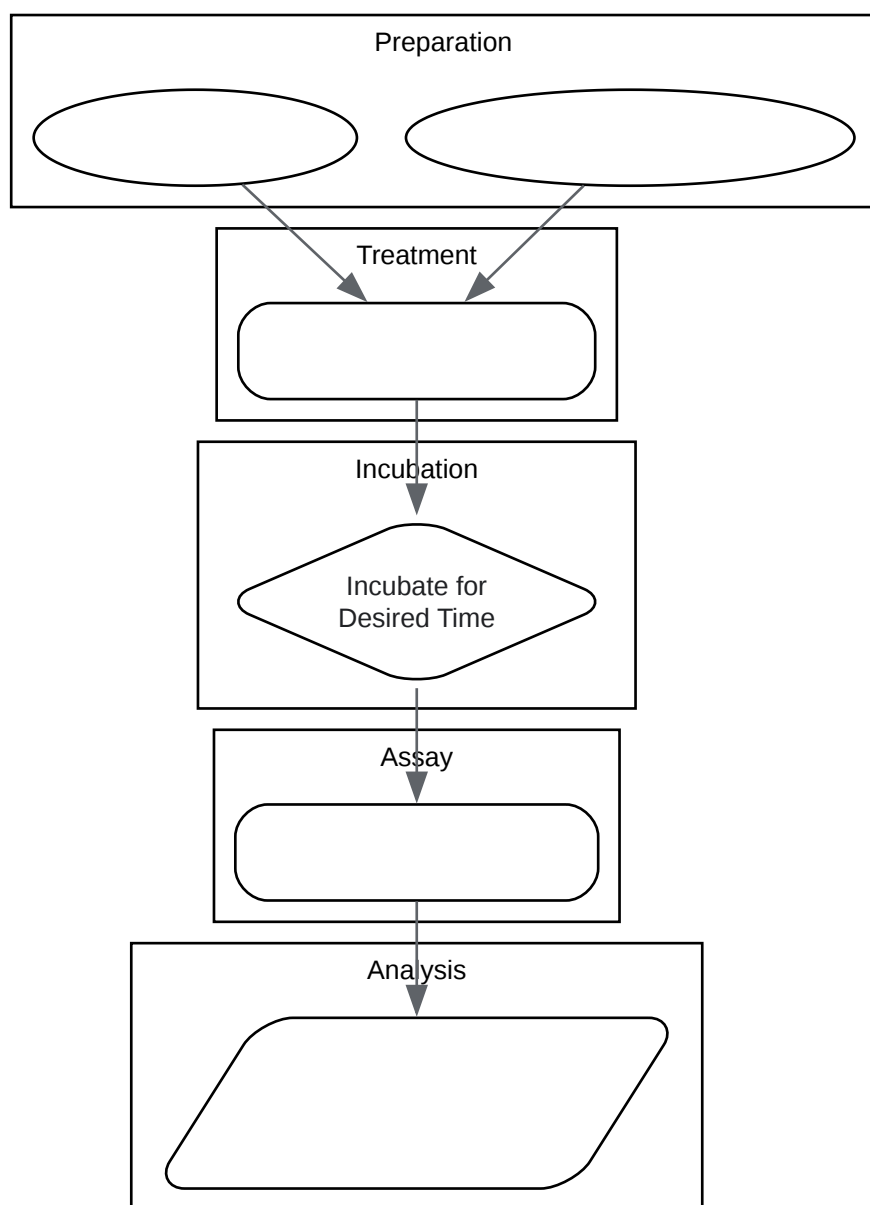 Preparation
Treatment
Incubation
Incubate for
Desired Time
Assay
Analysis